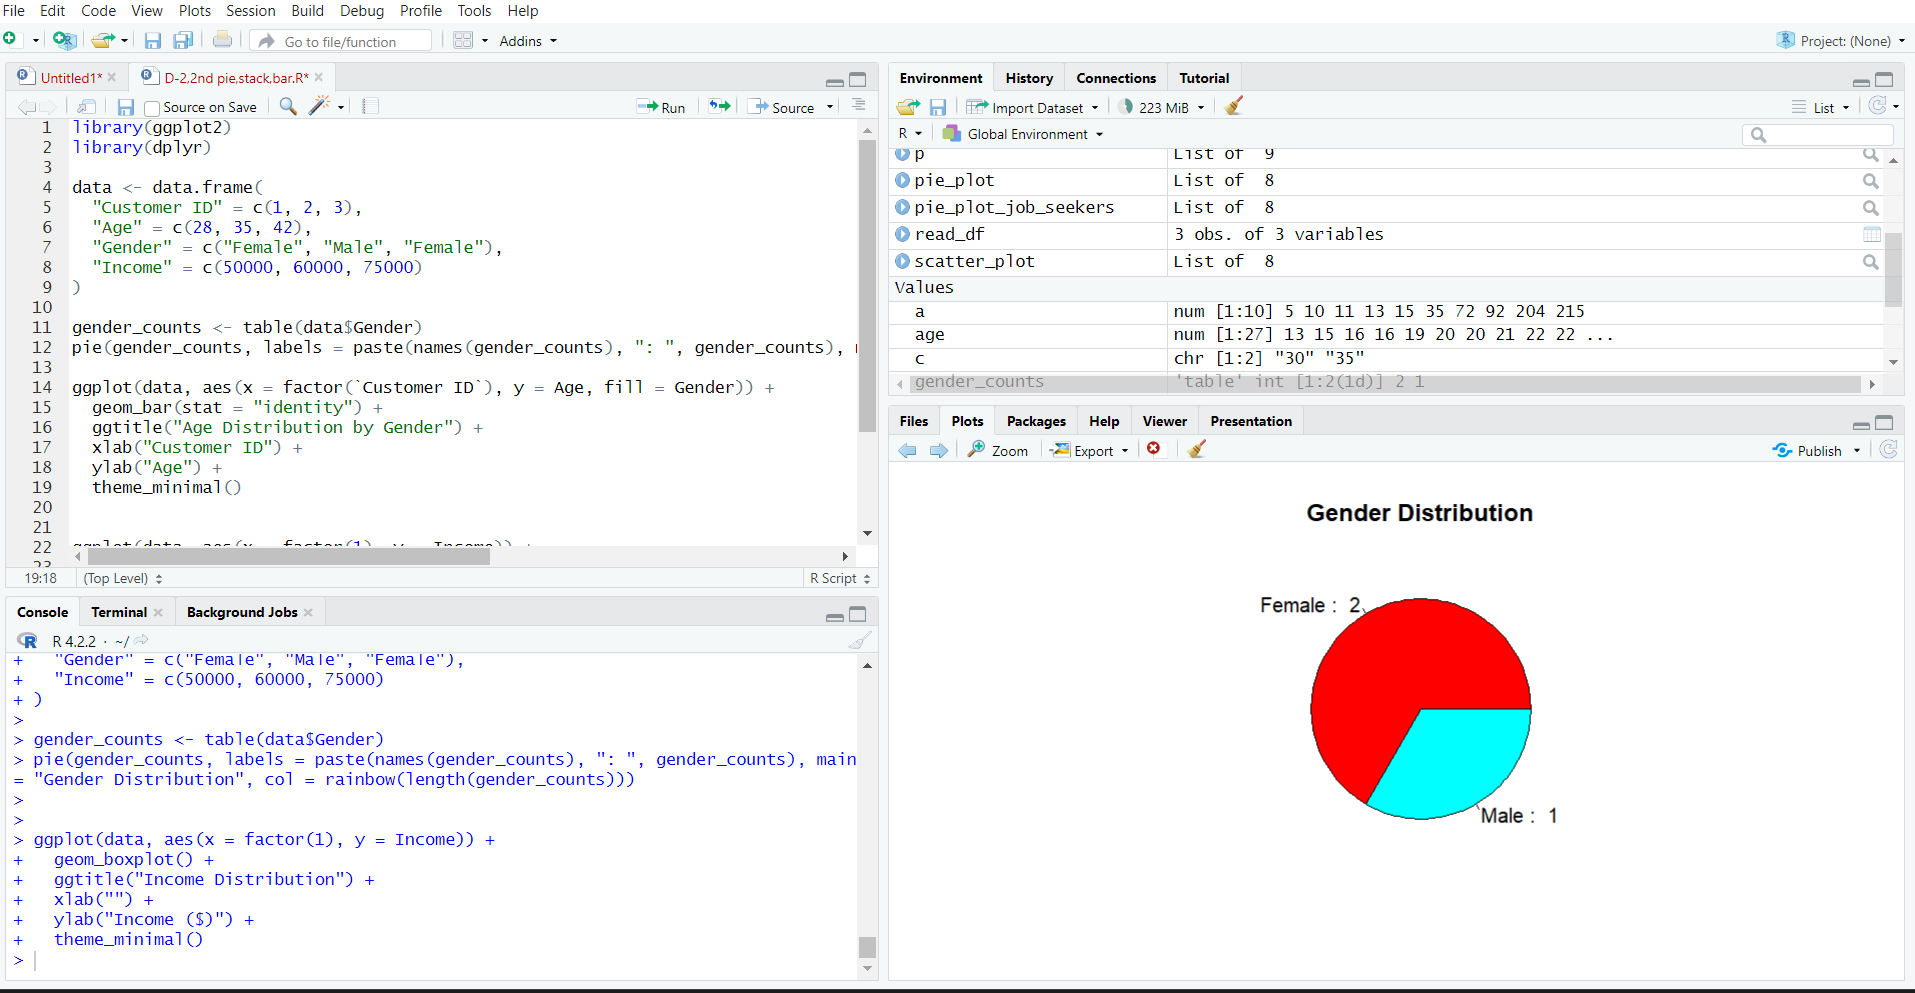 File Edit Code View Plots Session Build Debug Profile Tools Help
Go to file/function Addins Project: (None)
Untitled1* D-2,2nd pie,stack,bar.R*
Source on Save Run Source
1 library(ggplot2)
2 library(dplyr)
3
4 data <- data.frame(
5 "Customer ID" = c(1, 2, 3),
6 "Age" = c(28, 35, 42),
7 "Gender" = c("Female", "Male", "Female"),
8 "Income" = c(50000, 60000, 75000)
9 )
10
11 gender_counts <- table(data$Gender)
12 pie(gender_counts, labels = paste(names(gender_counts), ": ", gender_counts),
13
14 ggplot(data, aes(x = factor(`Customer ID`), y = Age, fill = Gender)) +
15 geom_bar(stat = "identity") +
16 ggtitle("Age Distribution by Gender") +
17 xlab("Customer ID") +
18 ylab("Age") +
19 theme_minimal()
20
21
22 ggplot(data, aes(x = factor(1), y = Income)) +
23
19:18 (Top Level) R Script
Console Terminal Background Jobs
R 4.2.2 · ~/
+ "Gender" = c("Female", "Male", "Female"),
+ "Income" = c(50000, 60000, 75000)
+ )
>
> gender_counts <- table(data$Gender)
> pie(gender_counts, labels = paste(names(gender_counts), ": ", gender_counts), main
= "Gender Distribution", col = rainbow(length(gender_counts)))
>
>
> ggplot(data, aes(x = factor(1), y = Income)) +
+ geom_boxplot() +
+ ggtitle("Income Distribution") +
+ xlab("") +
+ ylab("Income ($)") +
+ theme_minimal()
>
Environment History Connections Tutorial
Import Dataset 223 MiB List
R Global Environment
p List of 9
pie_plot List of 8
pie_plot_job_seekers List of 8
read_df 3 obs. of 3 variables
scatter_plot List of 8
Values
a num [1:10] 5 10 11 13 15 35 72 92 204 215
age num [1:27] 13 15 16 16 19 20 20 21 22 22 ...
c chr [1:2] "30" "35"
gender_counts 'table' int [1:2(1d)] 2 1
Files Plots Packages Help Viewer Presentation
Zoom Export Publish
Gender Distribution
Female : 2
Male : 1